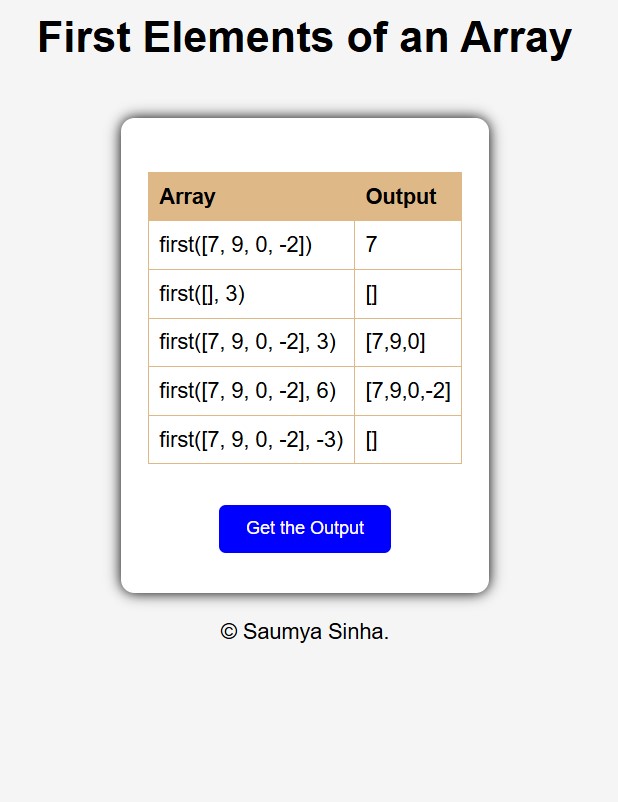 First Elements of an Array
Array Output
first([7, 9, 0, -2]) 7
first([], 3) []
first([7, 9, 0, -2], 3) [7,9,0]
first([7, 9, 0, -2], 6) [7,9,0,-2]
first([7, 9, 0, -2], -3) []
Get the Output
© Saumya Sinha.